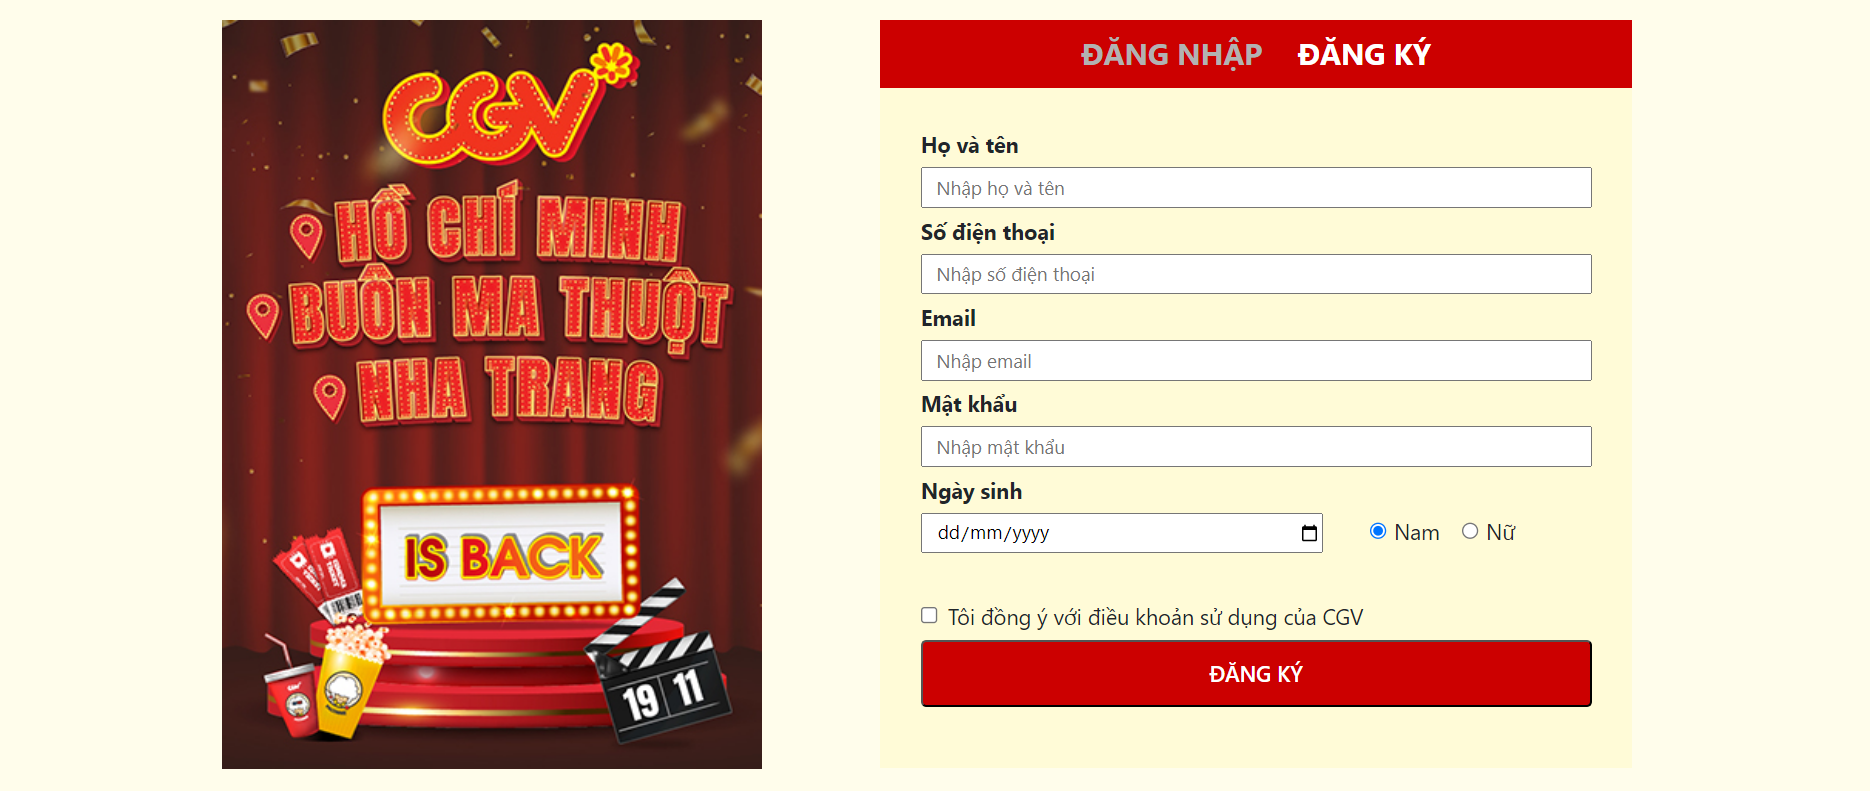 CGV
HỒ CHÍ MINH
BUÔN MA THUỘT
NHA TRANG
IS BACK
19 11
ĐĂNG NHẬP ĐĂNG KÝ
Họ và tên
Nhập họ và tên
Số điện thoại
Nhập số điện thoại
Email
Nhập email
Mật khẩu
Nhập mật khẩu
Ngày sinh
dd/mm/yyyy Nam Nữ
Tôi đồng ý với điều khoản sử dụng của CGV
ĐĂNG KÝ